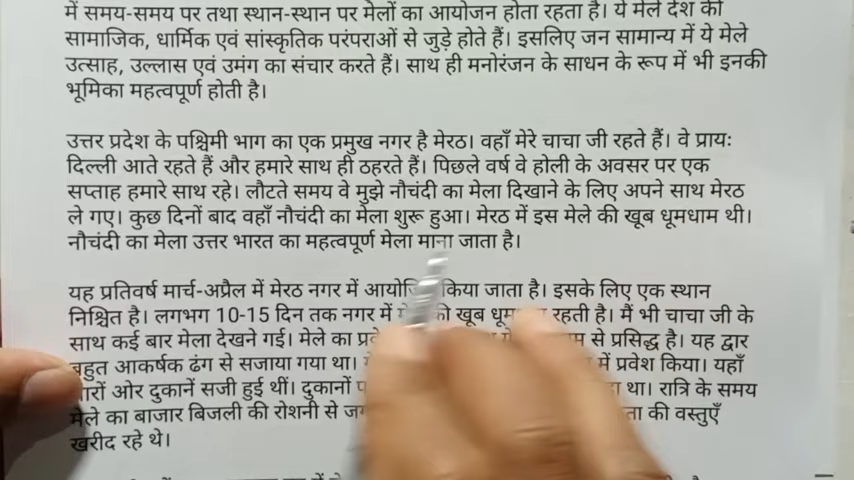 में समय-समय पर तथा स्थान-स्थान पर मेलों का आयोजन होता रहता है। ये मेले देश की
सामाजिक, धार्मिक एवं सांस्कृतिक परंपराओं से जुड़े होते हैं। इसलिए जन सामान्य में ये मेले
उत्साह, उल्लास एवं उमंग का संचार करते हैं। साथ ही मनोरंजन के साधन के रूप में भी इनकी
भूमिका महत्वपूर्ण होती है।
उत्तर प्रदेश के पश्चिमी भाग का एक प्रमुख नगर है मेरठ। वहाँ मेरे चाचा जी रहते हैं। वे प्रायः
दिल्ली आते रहते हैं और हमारे साथ ही ठहरते हैं। पिछले वर्ष वे होली के अवसर पर एक
सप्ताह हमारे साथ रहे। लौटते समय वे मुझे नौचंदी का मेला दिखाने के लिए अपने साथ मेरठ
ले गए। कुछ दिनों बाद वहाँ नौचंदी का मेला शुरू हुआ। मेरठ में इस मेले की खूब धूमधाम थी।
नौचंदी का मेला उत्तर भारत का महत्वपूर्ण मेला माना जाता है।
यह प्रतिवर्ष मार्च-अप्रैल में मेरठ नगर में किया जाता है। इसके लिए एक स्थान
निश्चित है। लगभग 10-15 दिन तक नगर में की खूब रहती है। मैं भी चाचा जी के
साथ कई बार मेला देखने गई। मेले का से प्रसिद्ध है। यह द्वार
बहुत आकर्षक ढंग से सजाया गया था। में प्रवेश किया। यहाँ
चारों ओर दुकानें सजी हुई थीं। दुकानों था। रात्रि के समय
मेले का बाजार बिजली की रोशनी से की वस्तुएँ
खरीद रहे थे।